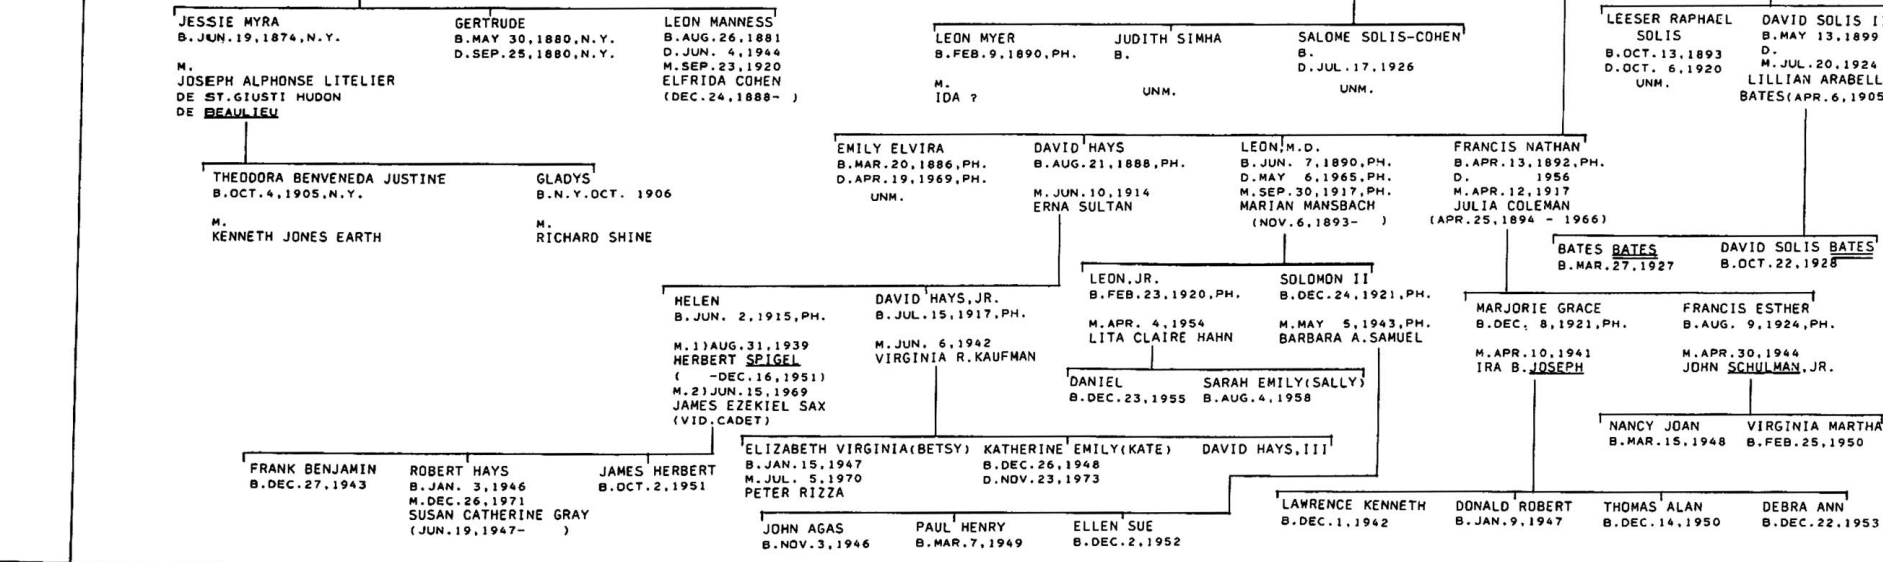 JESSIE MYRA
B.JUN.19,1874,N.Y.
M.
JOSEPH ALPHONSE LITELIER
DE ST.GIUSTI HUDON
DE BEAULIEU
GERTRUDE
B.MAY 30,1880,N.Y.
D.SEP.25,1880,N.Y.
LEON MANNESS
B.AUG.26,1881
D.JUN. 4,1944
M.SEP.23,1920
ELFRIDA COHEN
(DEC.24,1888- )
LEON MYER
B.FEB.9,1890,PH.
M.
IDA ?
JUDITH SIMHA
B.
UNM.
SALOME SOLIS-COHEN
B.
D.JUL.17,1926
UNM.
LEESER RAPHAEL
SOLIS
B.OCT.13,1893
D.OCT. 6,1920
UNM.
DAVID SOLIS
B.MAY 13,1899
D.
M.JUL.20,1924
LILLIAN ARABELL
BATES(APR.6,1905
THEODORA BENVENEDA JUSTINE
B.OCT.4,1905,N.Y.
M.
KENNETH JONES EARTH
GLADYS
B.N.Y.OCT. 1906
M.
RICHARD SHINE
EMILY ELVIRA
B.MAR.20,1886,PH.
D.APR.19,1969,PH.
UNM.
DAVID HAYS
B.AUG.21,1888,PH.
M.JUN.10,1914
ERNA SULTAN
LEON,M.D.
B.JUN. 7,1890,PH.
D.MAY 6,1965,PH.
M.SEP.30,1917,PH.
MARIAN MANSBACH
(NOV.6,1893- )
FRANCIS NATHAN
B.APR.13,1892,PH.
D. 1956
M.APR.12,1917
JULIA COLEMAN
(APR.25,1894 - 1966)
BATES BATES
B.MAR.27,1927
DAVID SOLIS BATES
B.OCT.22,1928
HELEN
B.JUN. 2,1915,PH.
M.1)AUG.31,1939
HERBERT SPIGEL
( -DEC.16,1951)
M.2)JUN.15,1969
JAMES EZEKIEL SAX
(VID.CADET)
DAVID HAYS,JR.
B.JUL.15,1917,PH.
M.JUN. 6,1942
VIRGINIA R.KAUFMAN
LEON,JR.
B.FEB.23,1920,PH.
M.APR. 4,1954
LITA CLAIRE HAHN
SOLOMON II
B.DEC.24,1921,PH.
M.MAY 5,1943,PH.
BARBARA A.SAMUEL
MARJORIE GRACE
B.DEC. 8,1921,PH.
M.APR.10,1941
IRA B.JOSEPH
FRANCIS ESTHER
B.AUG. 9,1924,PH.
M.APR.30,1944
JOHN SCHULMAN,JR.
DANIEL
B.DEC.23,1955
SARAH EMILY(SALLY)
B.AUG.4,1958
NANCY JOAN
B.MAR.15,1948
VIRGINIA MARTHA
B.FEB.25,1950
FRANK BENJAMIN
B.DEC.27,1943
ROBERT HAYS
B.JAN. 3,1946
M.DEC.26,1971
SUSAN CATHERINE GRAY
(JUN.19,1947- )
JAMES HERBERT
B.OCT.2,1951
ELIZABETH VIRGINIA(BETSY)
B.JAN.15,1947
M.JUL. 5,1970
PETER RIZZA
KATHERINE EMILY(KATE)
B.DEC.26,1948
D.NOV.23,1973
DAVID HAYS,III
JOHN AGAS
B.NOV.3,1946
PAUL HENRY
B.MAR.7,1949
ELLEN SUE
B.DEC.2,1952
LAWRENCE KENNETH
B.DEC.1,1942
DONALD ROBERT
B.JAN.9,1947
THOMAS ALAN
B.DEC.14,1950
DEBRA ANN
B.DEC.22,1953